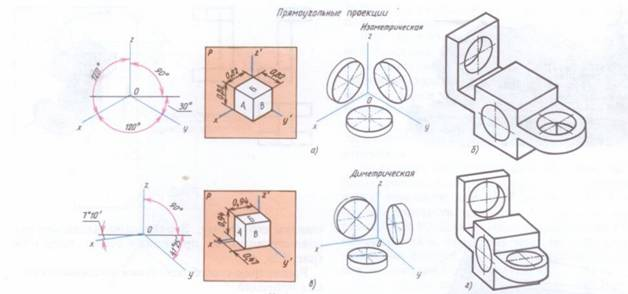 Прямоугольные проекции
Изометрическая
z
120°
90°
O
30°
x
120°
y
P
z'
0,82
0,82
0,82
A
B
x'
y'
z
O
x
y
а)
б)
Диметрическая
z
7°10'
90°
x
O
41°25'
y
P
z'
0,94
0,94
A
B
x'
y'
0,47
z
O
x
y
в)
г)